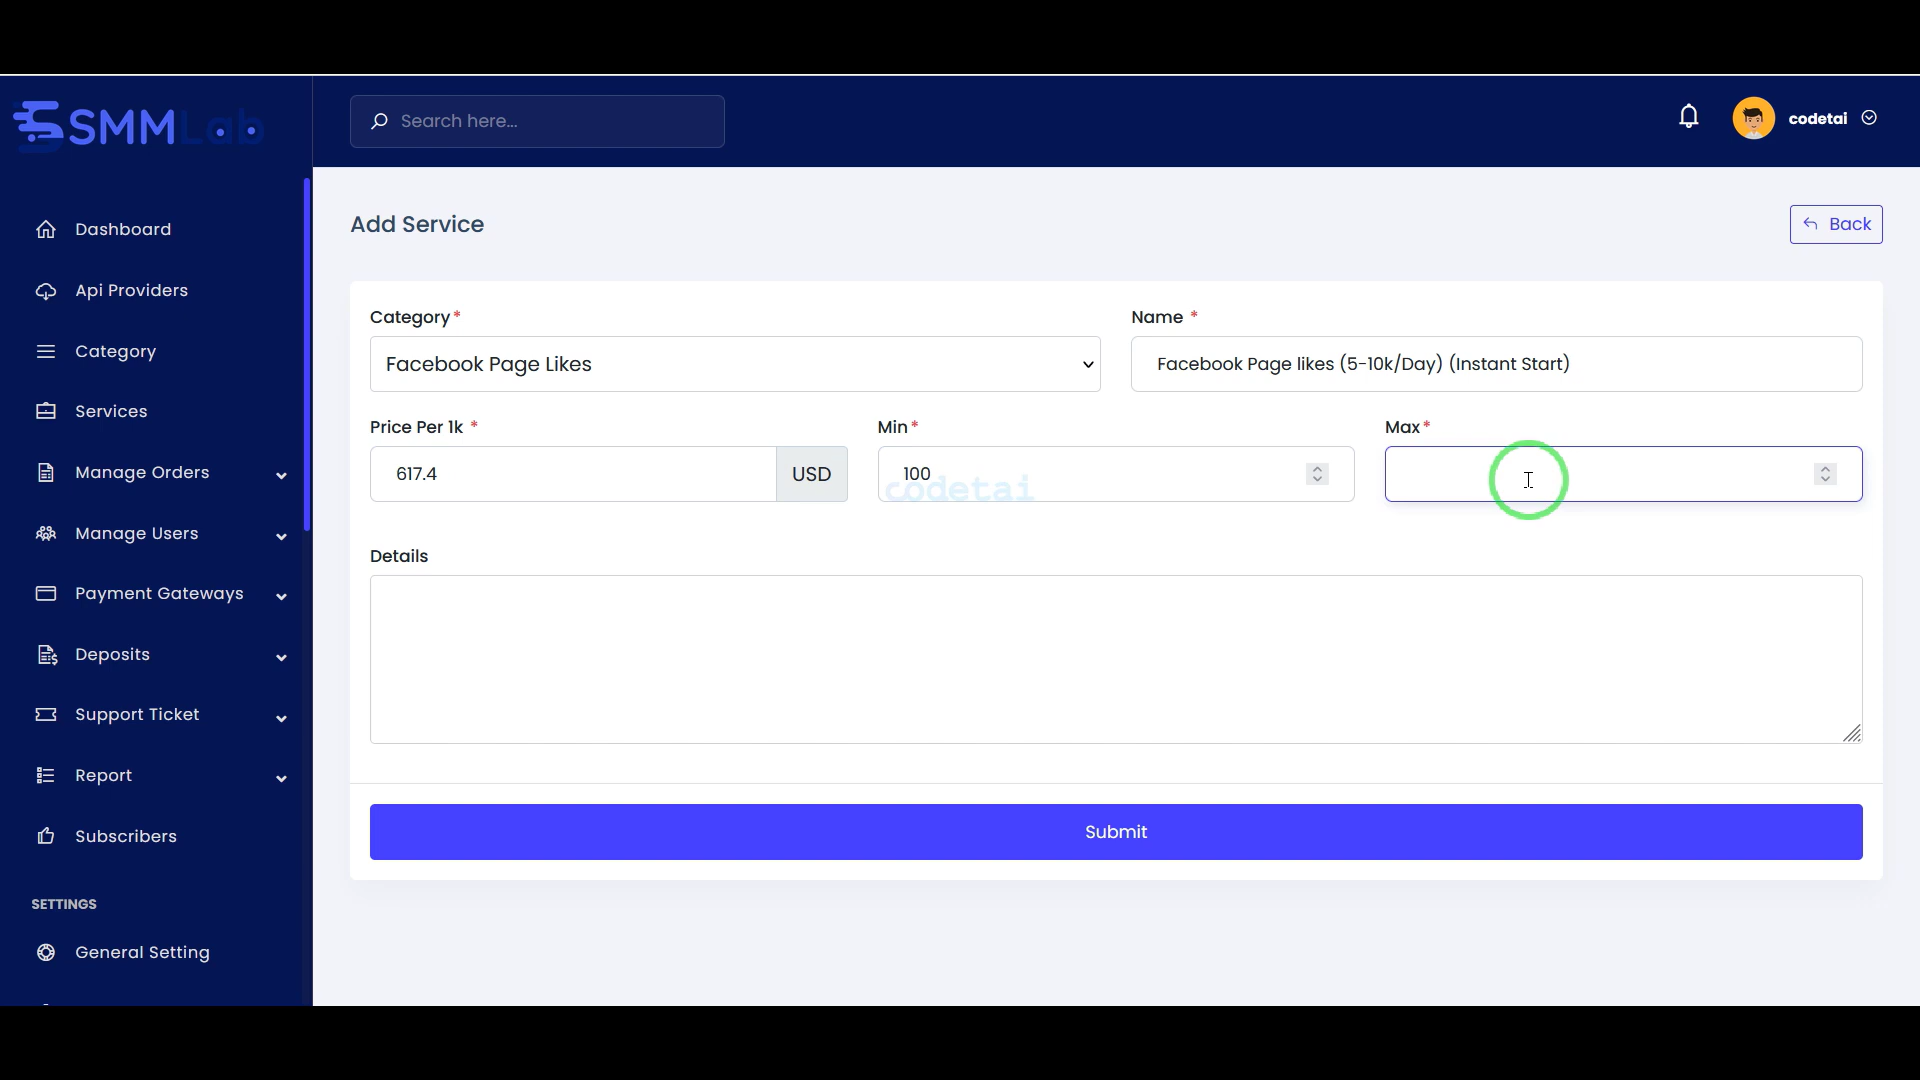 SMMLab
Search here...
codetai
Dashboard
Api Providers
Category
Services
Manage Orders
Manage Users
Payment Gateways
Deposits
Support Ticket
Report
Subscribers
SETTINGS
General Setting
Add Service
Back
Category*
Name *
Facebook Page Likes
Facebook Page likes (5-10k/Day) (Instant Start)
Price Per 1k *
Min*
Max*
617.4
USD
100
codetai
Details
Submit